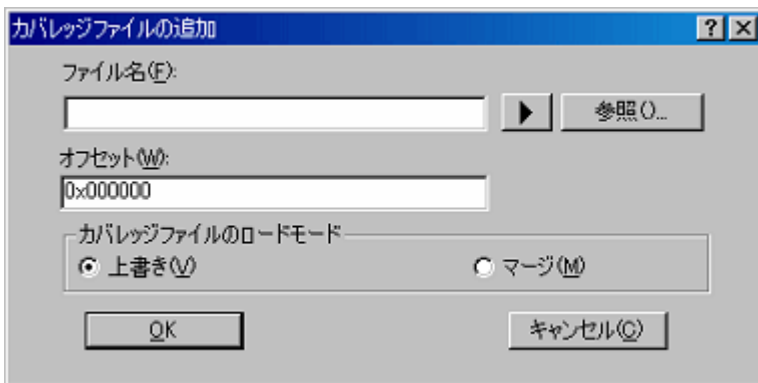 カバレッジファイルの追加
ファイル名(F):
参照()...
オフセット(W):
0x000000
カバレッジファイルのロードモード
上書き(V) マージ(M)
OK キャンセル(C)